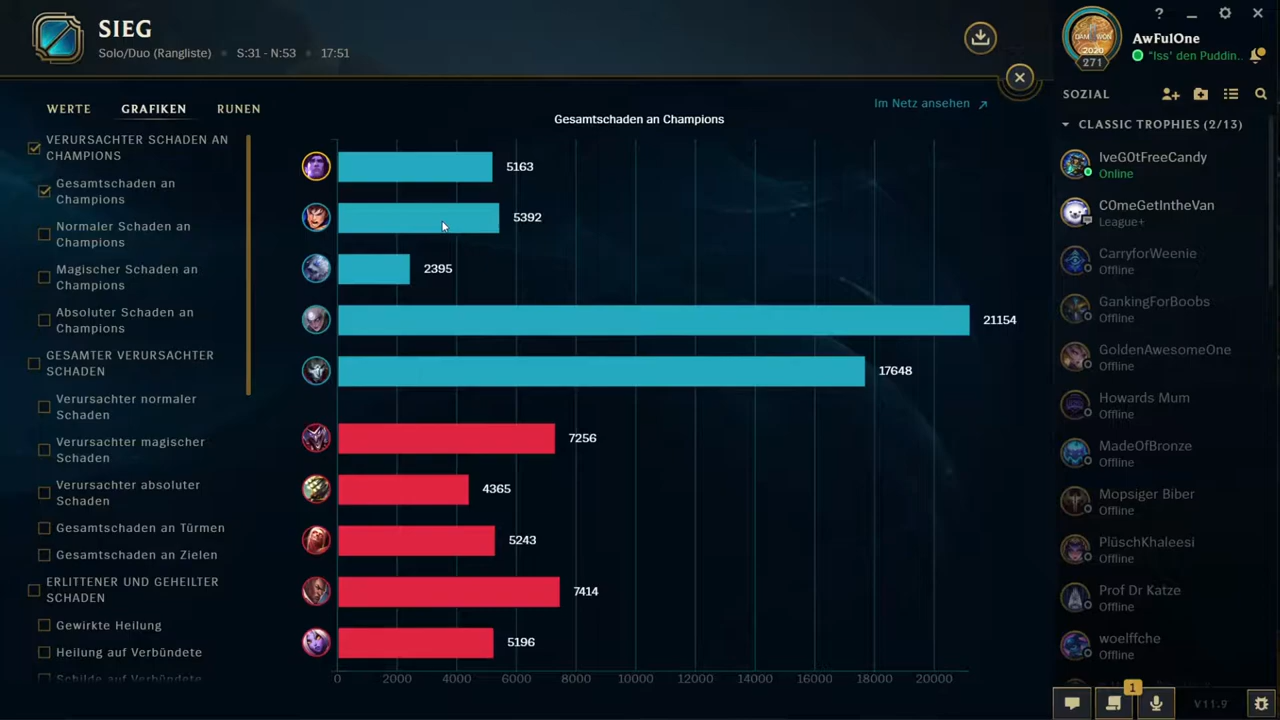 SIEG
Solo/Duo (Rangliste) • S:31 - N:53 • 17:51
?
DAM WON
2020
271
AwFulOne
"Iss' den Puddin..
WERTE
GRAFIKEN
RUNEN
Im Netz ansehen
VERURSACHTER SCHADEN AN
CHAMPIONS
Gesamtschaden an
Champions
Normaler Schaden an
Champions
Magischer Schaden an
Champions
Absoluter Schaden an
Champions
GESAMTER VERURSACHTER
SCHADEN
Verursachter normaler
Schaden
Verursachter magischer
Schaden
Verursachter absoluter
Schaden
Gesamtschaden an Türmen
Gesamtschaden an Zielen
ERLITTENER UND GEHEILTER
SCHADEN
Gewirkte Heilung
Heilung auf Verbündete
Schilde auf Verbündete
Gesamtschaden an Champions
5163
5392
2395
21154
17648
7256
4365
5243
7414
5196
0 2000 4000 6000 8000 10000 12000 14000 16000 18000 20000
SOZIAL
CLASSIC TROPHIES (2/13)
IveG0tFreeCandy
Online
C0meGetIntheVan
League+
CarryforWeenie
Offline
GankingForBoobs
Offline
GoldenAwesomeOne
Offline
Howards Mum
Offline
MadeOfBronze
Offline
Mopsiger Biber
Offline
PlüschKhaleesi
Offline
Prof Dr Katze
Offline
woelffche
Offline
1
V11.9